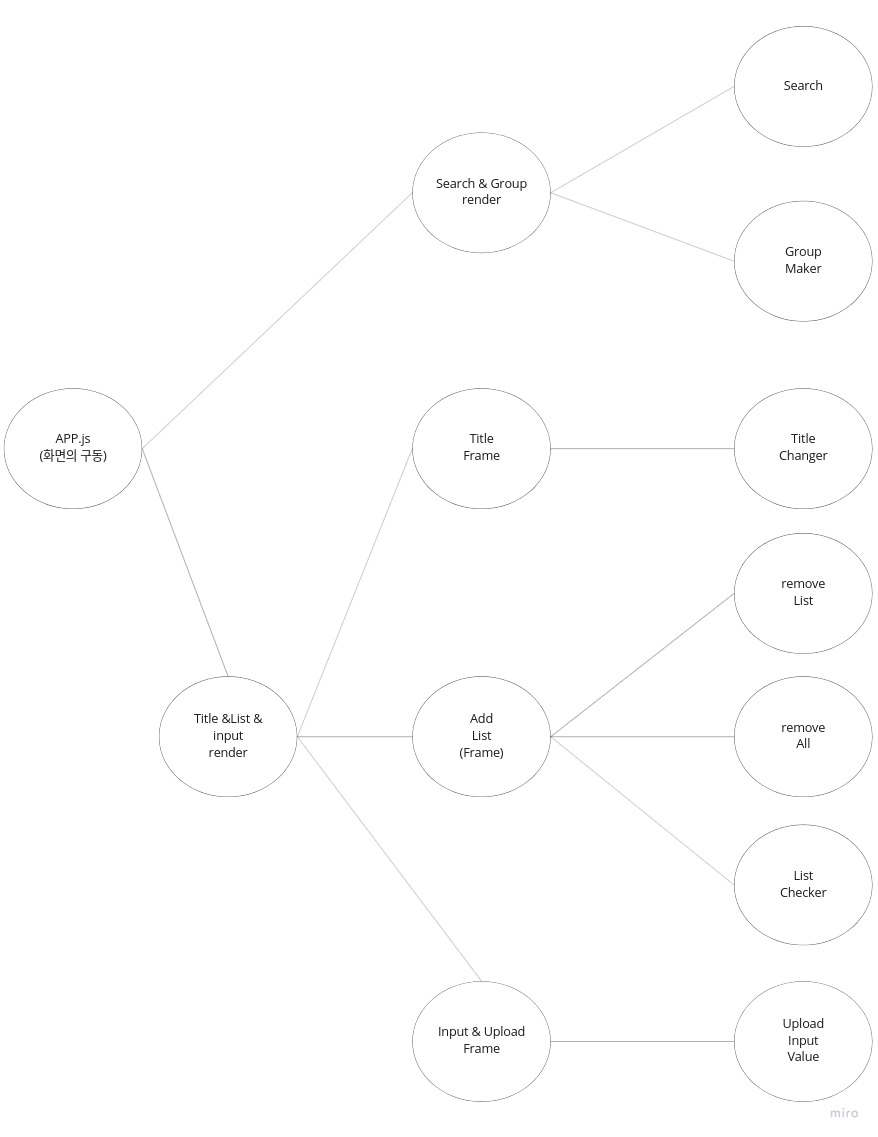 Search
Search & Group
render
Group
Maker
APP.js
(화면의 구동)
Title
Frame
Title
Changer
remove
List
Title &List &
input
render
Add
List
(Frame)
remove
All
List
Checker
Input & Upload
Frame
Upload
Input
Value
miro